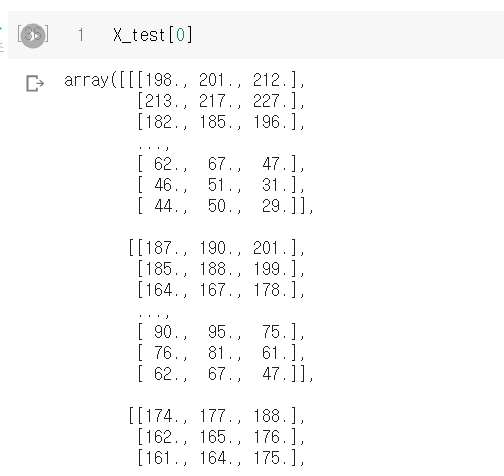 [36] 1 X_test[0]
array([[[198., 201., 212.],
[213., 217., 227.],
[182., 185., 196.],
...,
[ 62., 67., 47.],
[ 46., 51., 31.],
[ 44., 50., 29.]],
[[187., 190., 201.],
[185., 188., 199.],
[164., 167., 178.],
...,
[ 90., 95., 75.],
[ 76., 81., 61.],
[ 62., 67., 47.]],
[[174., 177., 188.],
[162., 165., 176.],
[161., 164., 175.],